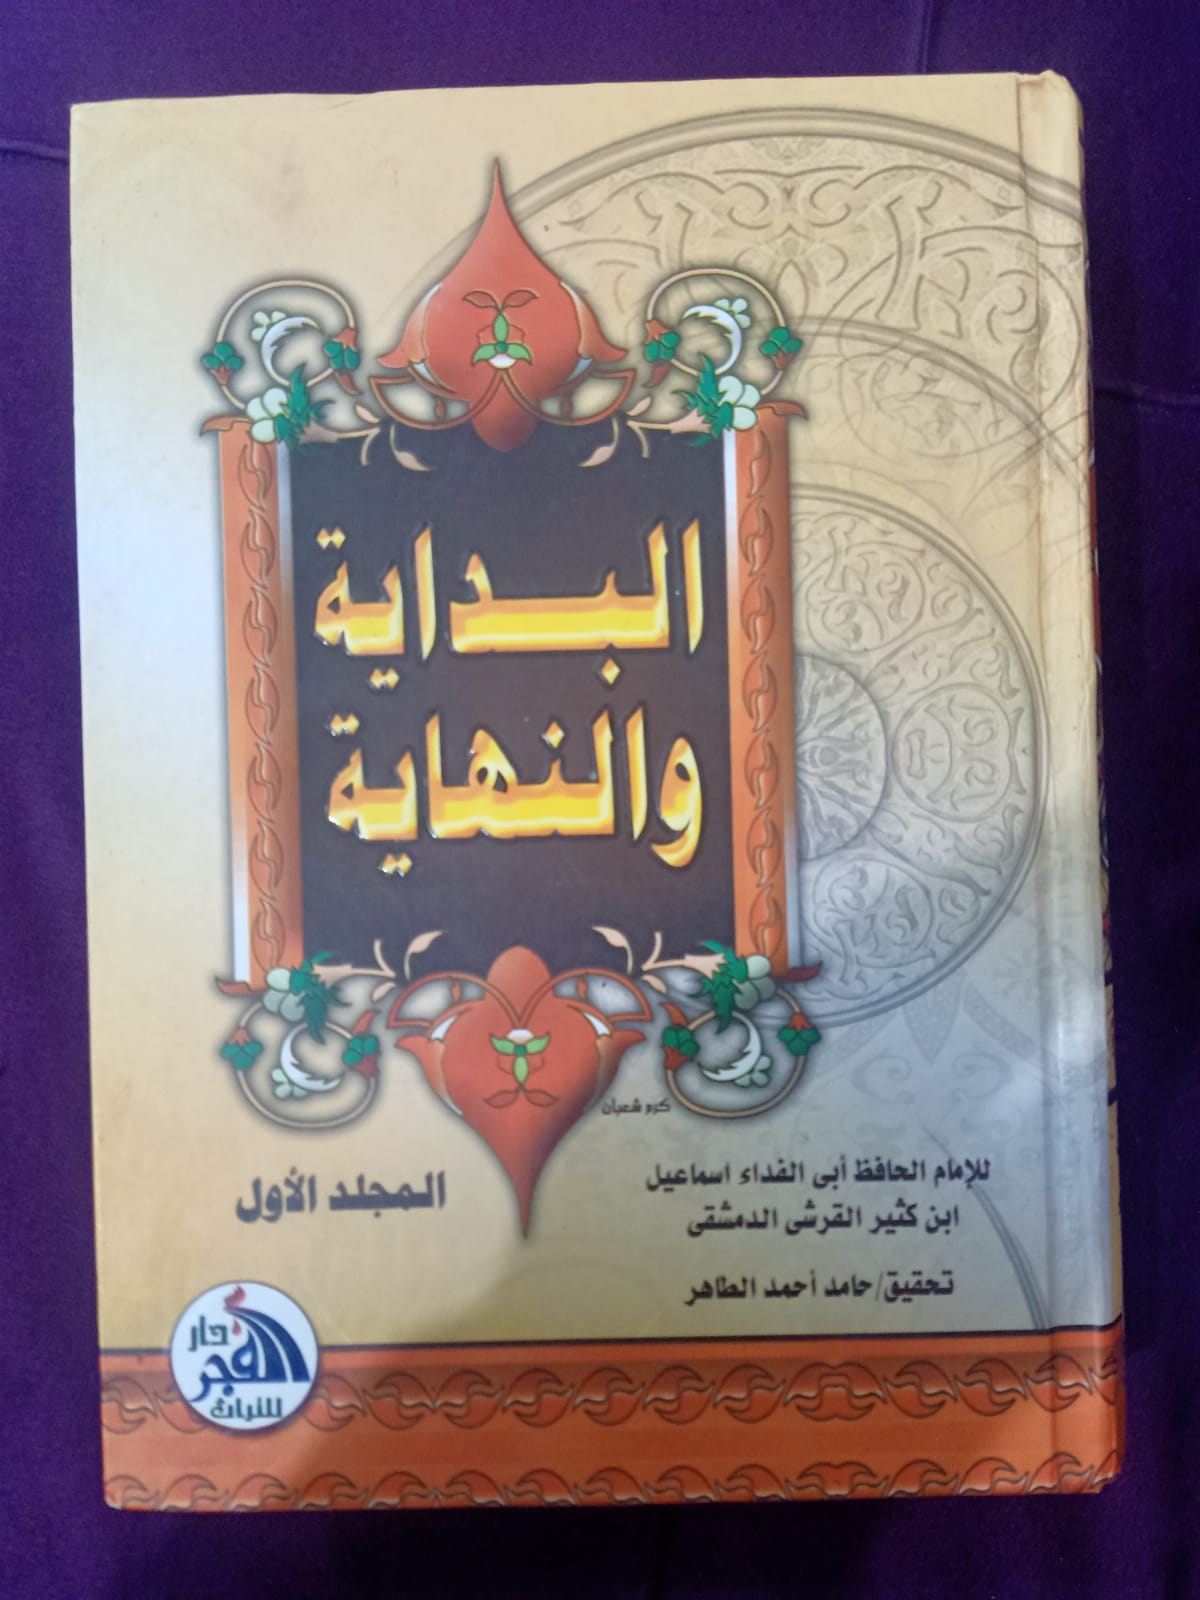 البداية
والنهاية
كرم شعبان
للإمام الحافظ أبى الفداء اسماعيل
ابن كثير القرشى الدمشقى
تحقيق/حامد أحمد الطاهر
المجلد الأول
دار
الفجر
للتراث